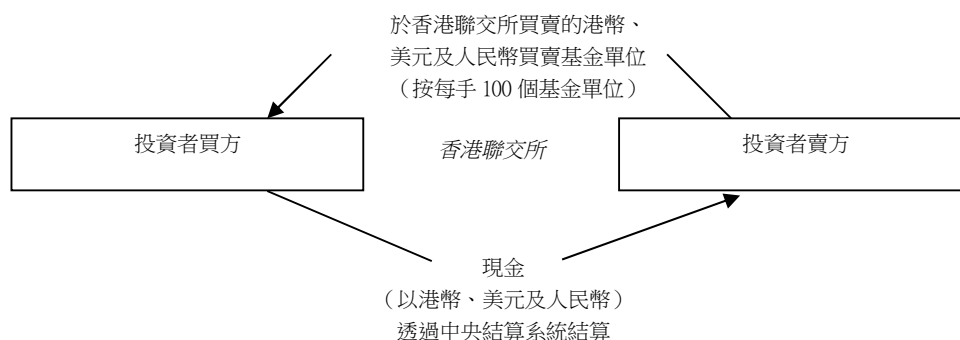 於香港聯交所買賣的港幣、
美元及人民幣買賣基金單位
（按每手 100 個基金單位）
投資者買方
香港聯交所
投資者賣方
現金
（以港幣、美元及人民幣）
透過中央結算系統結算